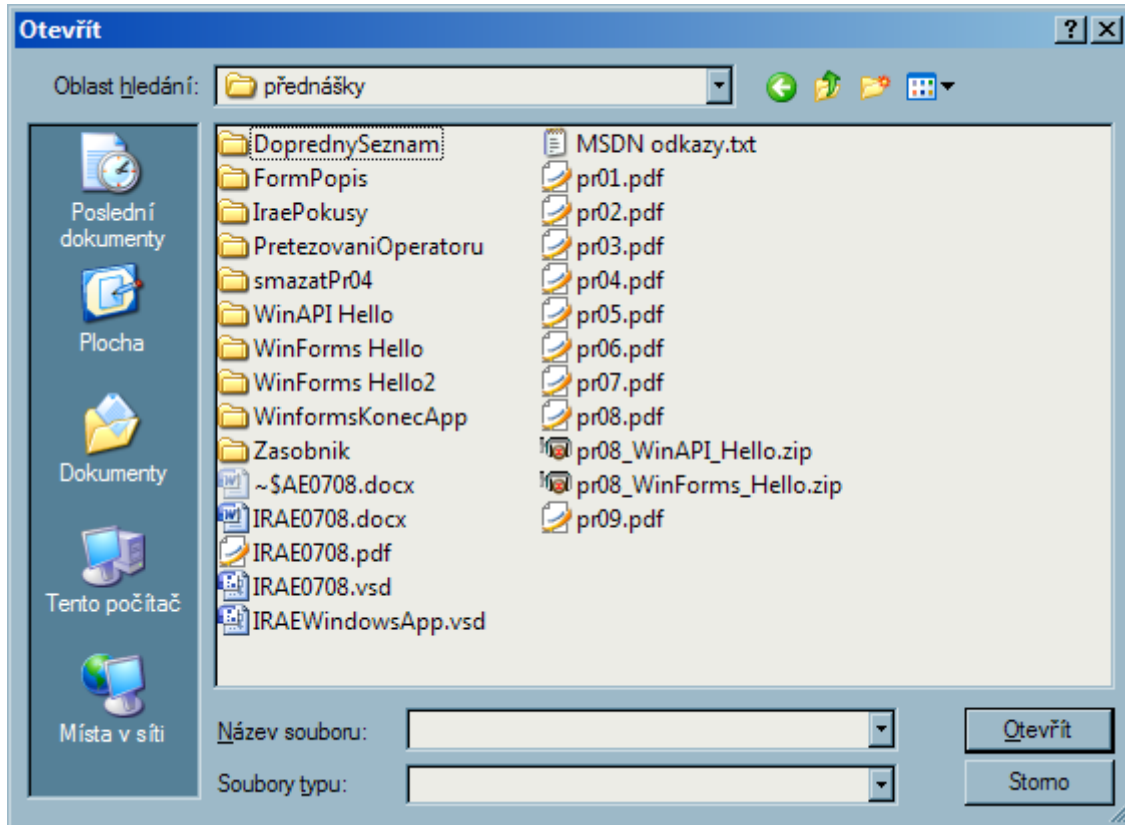 Otevřít
Oblast hledání:
přednášky
Poslední
dokumenty
Plocha
Dokumenty
Tento počítač
Místa v síti
DoprednySeznam
FormPopis
IraePokusy
PretezovaniOperatoru
smazatPr04
WinAPI Hello
WinForms Hello
WinForms Hello2
WinformsKonecApp
Zasobnik
~$AE0708.docx
IRAE0708.docx
IRAE0708.pdf
IRAE0708.vsd
IRAEWindowsApp.vsd
MSDN odkazy.txt
pr01.pdf
pr02.pdf
pr03.pdf
pr04.pdf
pr05.pdf
pr06.pdf
pr07.pdf
pr08.pdf
pr08_WinAPI_Hello.zip
pr08_WinForms_Hello.zip
pr09.pdf
Název souboru:
Otevřít
Soubory typu:
Storno